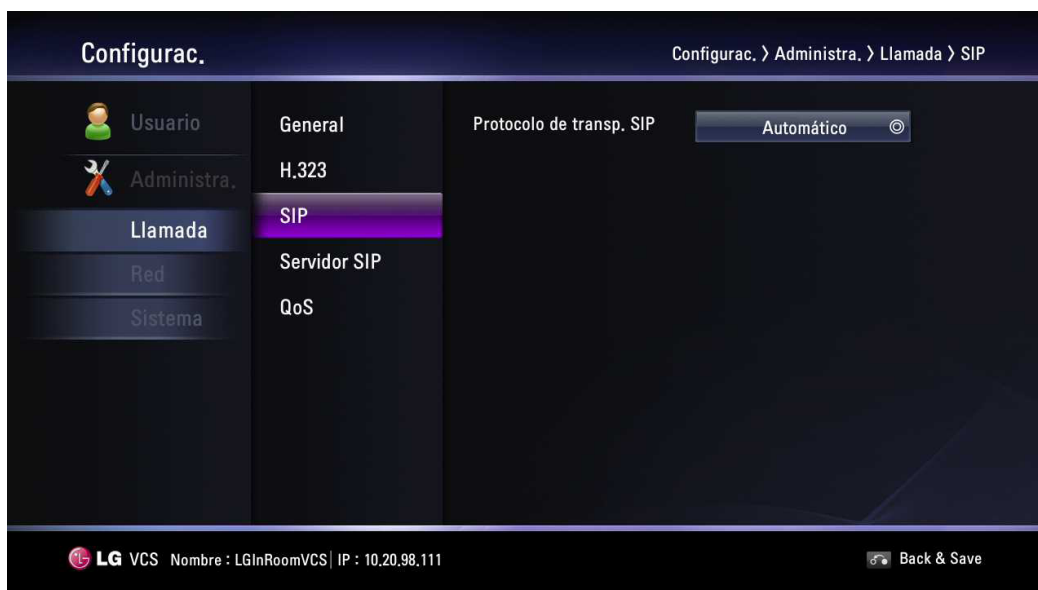 Configurac.
Configurac. > Administra. > Llamada > SIP
Usuario
Administra.
Llamada
Red
Sistema
General
H.323
SIP
Servidor SIP
QoS
Protocolo de transp. SIP
Automático
LG VCS Nombre : LGInRoomVCS| IP : 10.20.98.111
Back & Save